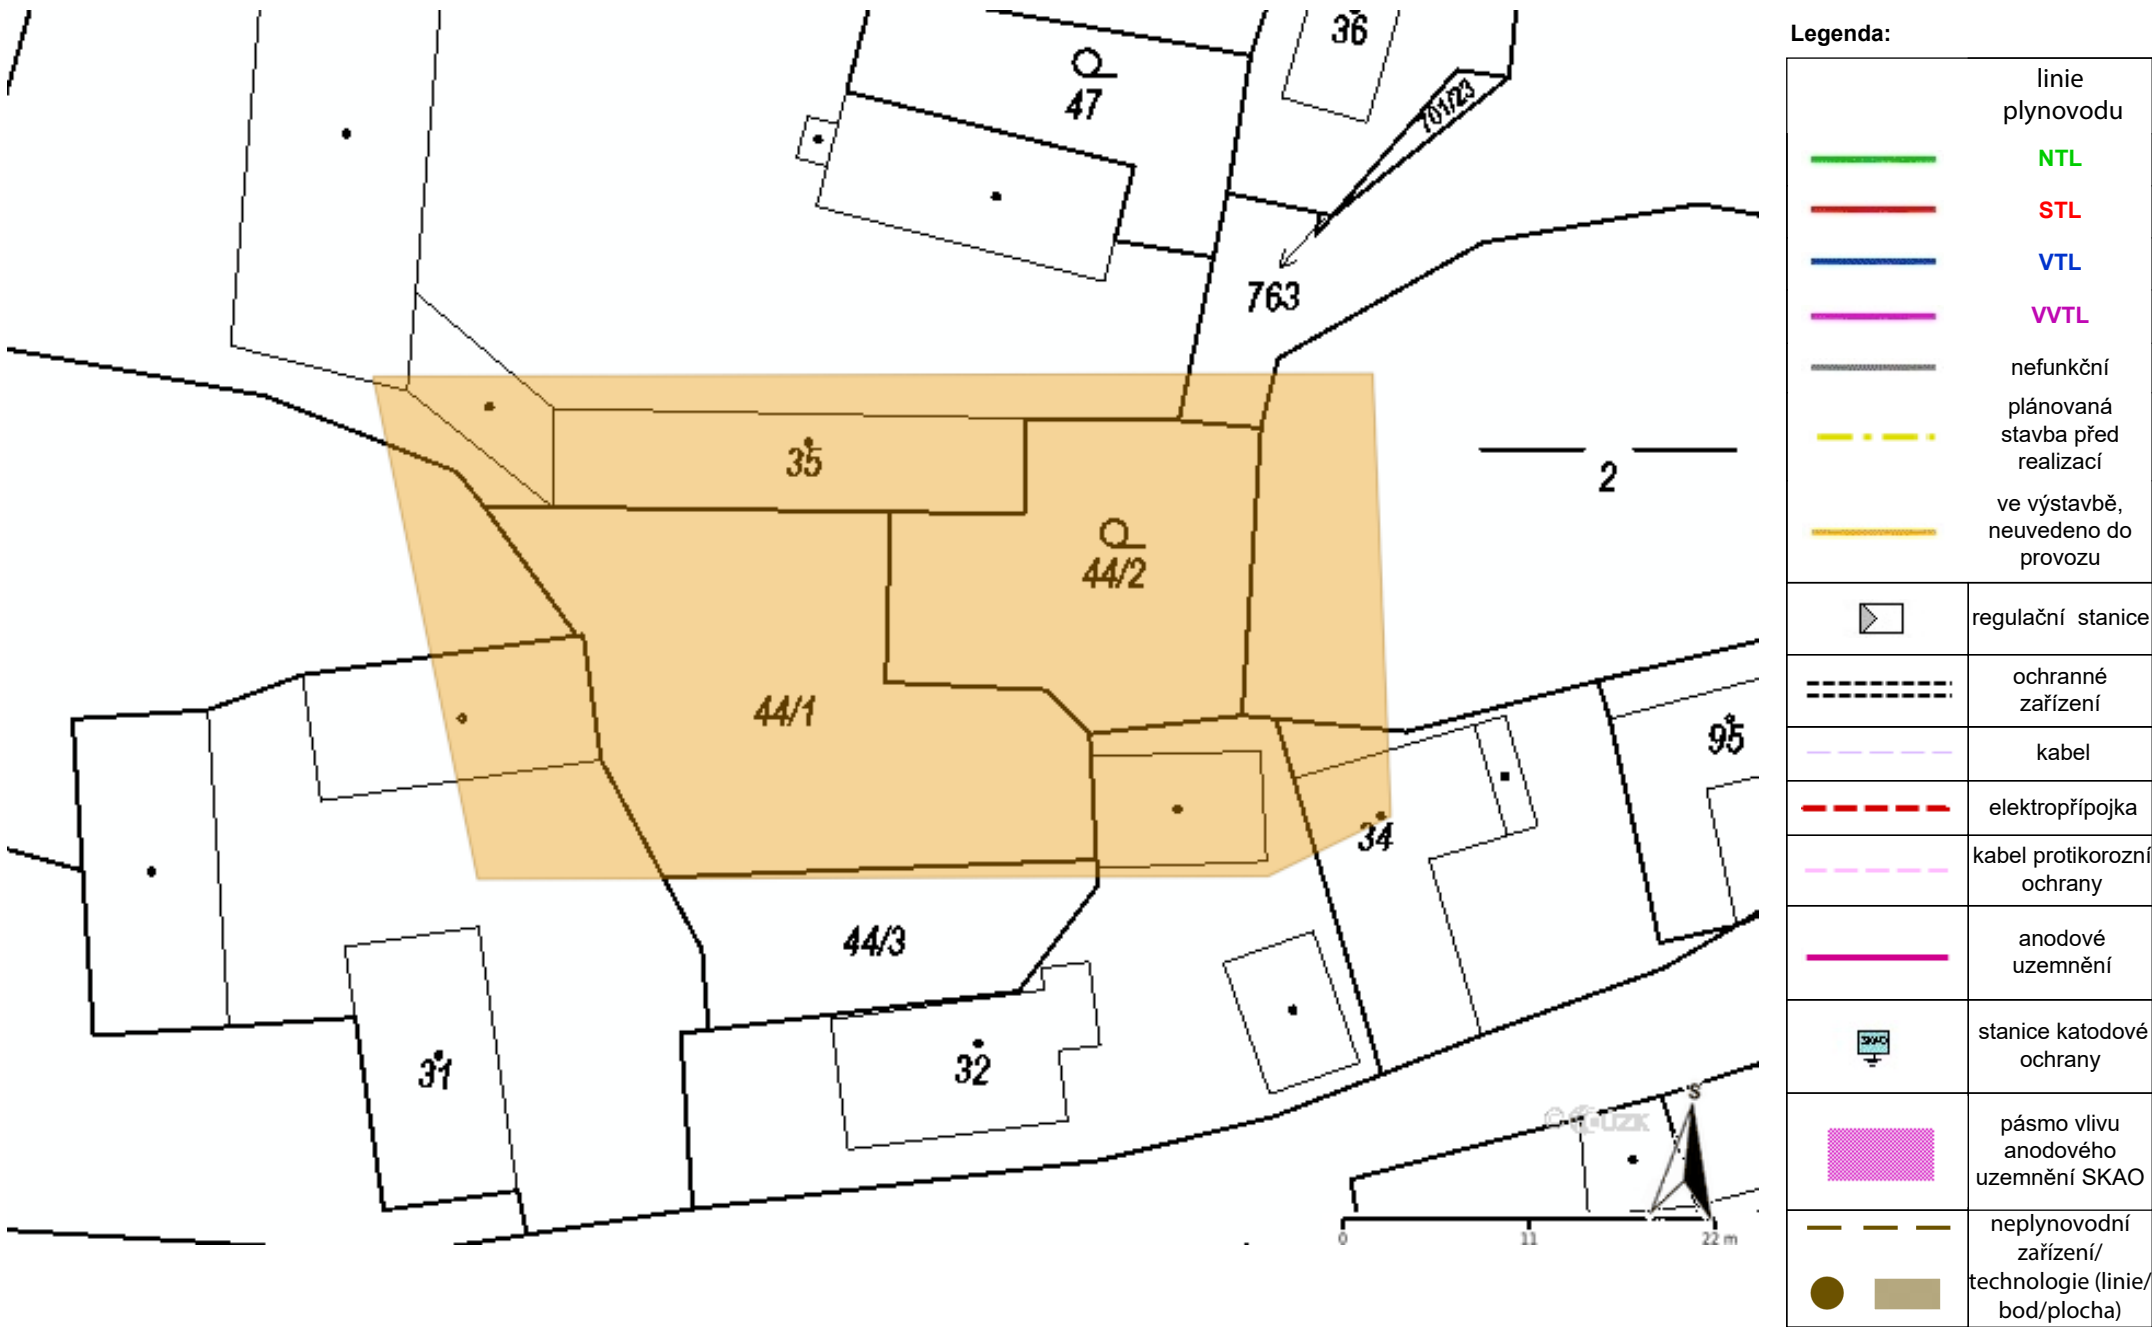 36
47
701/23
763
35
2
44/2
44/1
95
34
44/3
31
32
S
0 11 22 m
Legenda:
linie
plynovodu
NTL
STL
VTL
VVTL
nefunkční
plánovaná
stavba před
realizací
ve výstavbě,
neuvedeno do
provozu
regulační stanice
ochranné
zařízení
kabel
elektropřípojka
kabel protikorozní
ochrany
anodové
uzemnění
SKAO
stanice katodové
ochrany
pásmo vlivu
anodového
uzemnění SKAO
neplynovodní
zařízení/
technologie (linie/
bod/plocha)